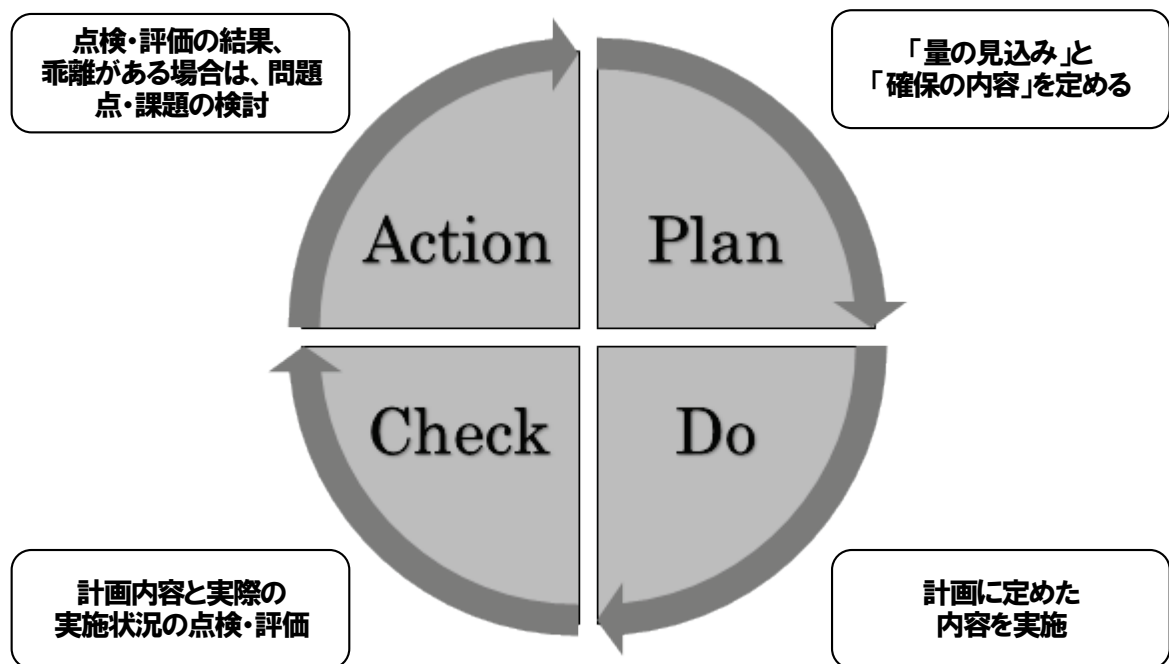 点検・評価の結果、
乖離がある場合は、問題
点・課題の検討
「量の見込み」と
「確保の内容」を定める
Action
Plan
Check
Do
計画内容と実際の
実施状況の点検・評価
計画に定めた
内容を実施